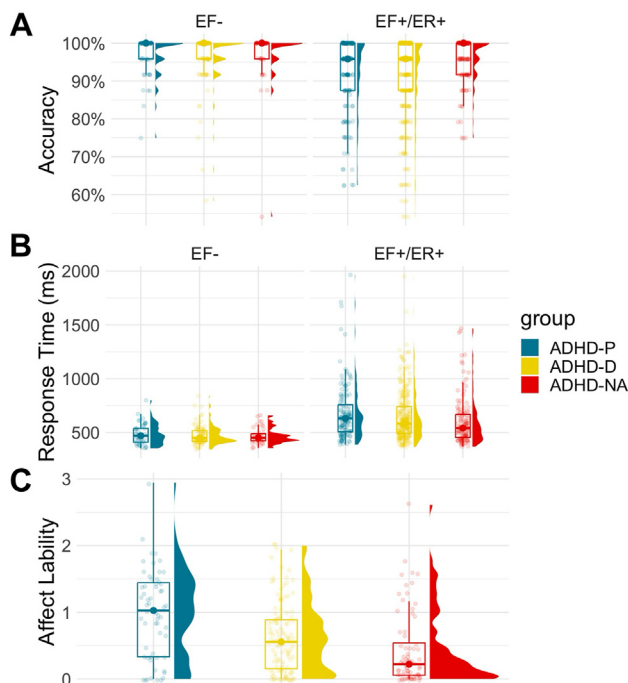 A
EF-
EF+/ER+
Accuracy
100%
90%
80%
70%
60%
B
EF-
EF+/ER+
Response Time (ms)
2000
1500
1000
500
group
ADHD-P
ADHD-D
ADHD-NA
C
Affect Lability
3
2
1
0